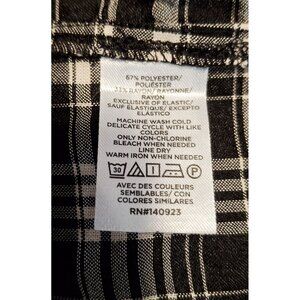 67% POLYESTER/
POLIÉSTER
33% RAYON/RAYONNE/
RAYON
EXCLUSIVE OF ELASTIC/
SAUF ÉLASTIQUE/ EXCEPTO
ELÁSTICO
MACHINE WASH COLD
DELICATE CYCLE WITH LIKE
COLORS
ONLY NON-CHLORINE
BLEACH WHEN NEEDED
LINE DRY
WARM IRON WHEN NEEDED
30 P
AVEC DES COULEURS
SEMBLABLES/ CON
COLORES SIMILARES
RN#140923